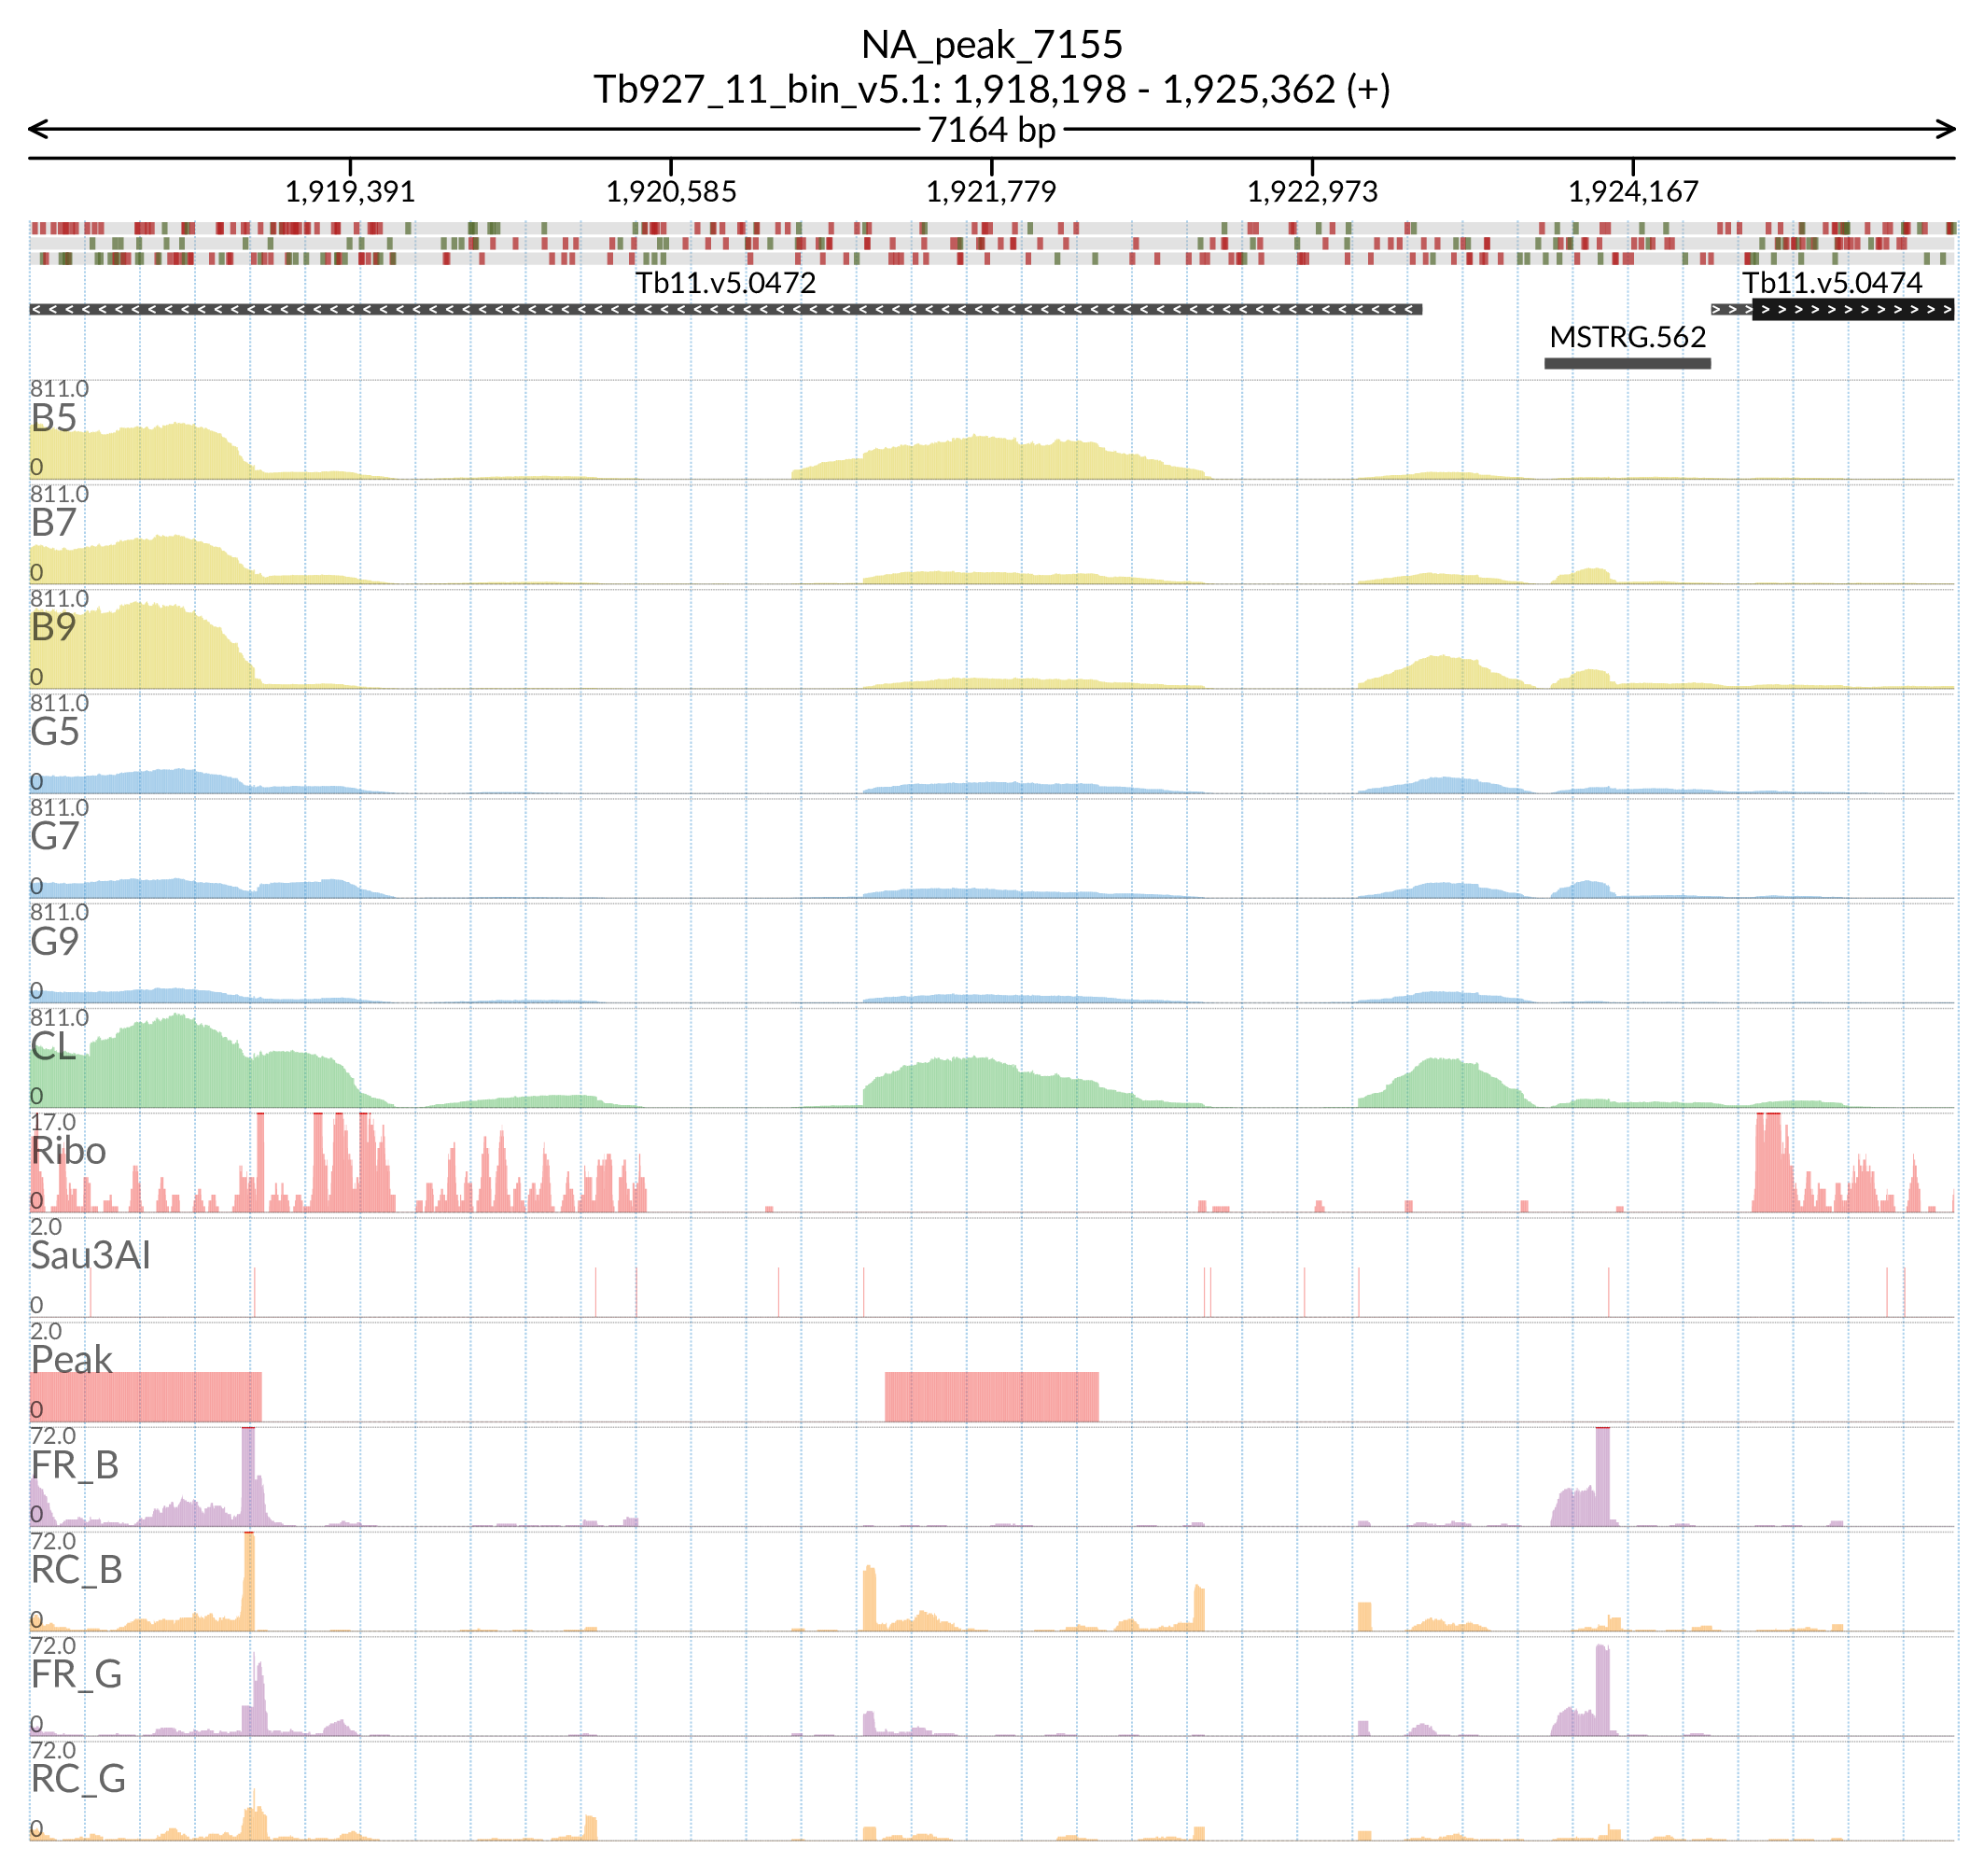 NA_peak_7155
Tb927_11_bin_v5.1: 1,918,198 - 1,925,362 (+)
7164 bp
1,919,391 1,920,585 1,921,779 1,922,973 1,924,167
Tb11.v5.0472 Tb11.v5.0474
MSTRG.562
811.0
B5
0
811.0
B7
0
811.0
B9
0
811.0
G5
0
811.0
G7
0
811.0
G9
0
811.0
CL
0
17.0
Ribo
0
2.0
Sau3AI
0
2.0
Peak
0
72.0
FR_B
0
72.0
RC_B
0
72.0
FR_G
0
72.0
RC_G
0